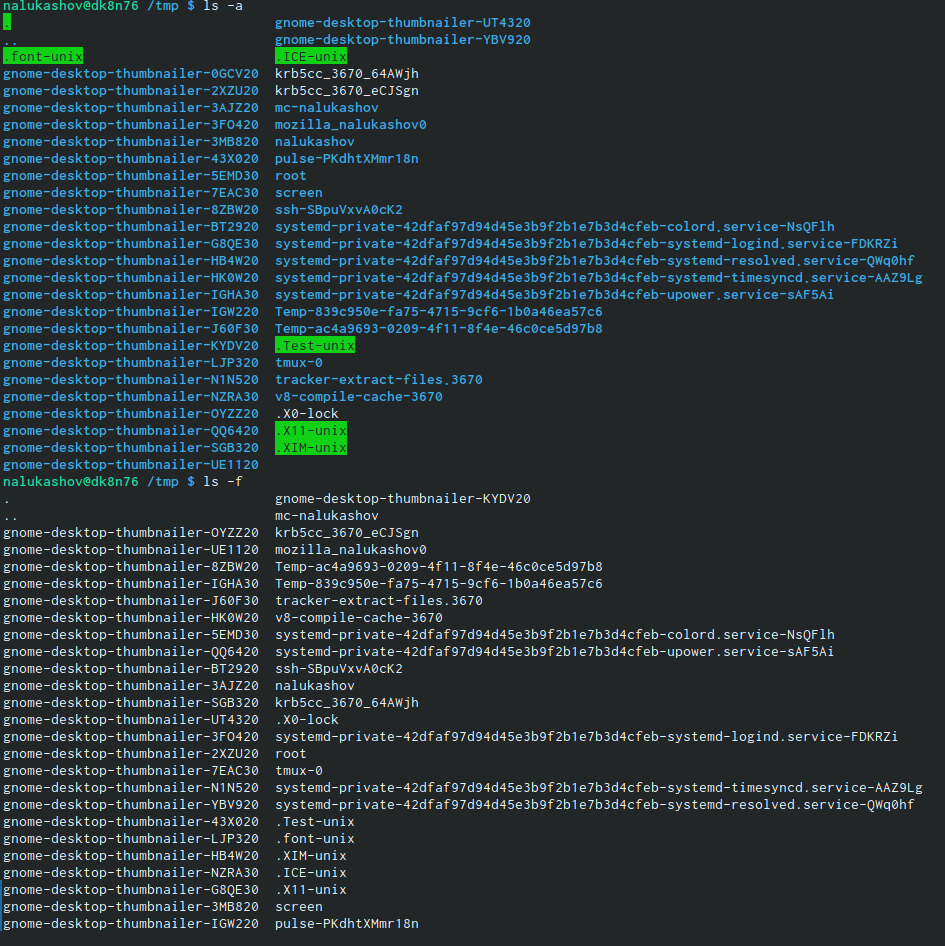 nalukashov@dk8n76 /tmp $ ls -a
. gnome-desktop-thumbnailer-UT4320
.. gnome-desktop-thumbnailer-YBV920
.font-unix .ICE-unix
gnome-desktop-thumbnailer-0GCV20 krb5cc_3670_64AWjh
gnome-desktop-thumbnailer-2XZU20 krb5cc_3670_eCJSgn
gnome-desktop-thumbnailer-3AJZ20 mc-nalukashov
gnome-desktop-thumbnailer-3FO420 mozilla_nalukashov0
gnome-desktop-thumbnailer-3MB820 nalukashov
gnome-desktop-thumbnailer-43X020 pulse-PKdhtXMmr18n
gnome-desktop-thumbnailer-5EMD30 root
gnome-desktop-thumbnailer-7EAC30 screen
gnome-desktop-thumbnailer-8ZBW20 ssh-SBpuVxvA0cK2
gnome-desktop-thumbnailer-BT2920 systemd-private-42dfaf97d94d45e3b9f2b1e7b3d4cfeb-colord.service-NsQFlh
gnome-desktop-thumbnailer-G8QE30 systemd-private-42dfaf97d94d45e3b9f2b1e7b3d4cfeb-systemd-logind.service-FDKRZi
gnome-desktop-thumbnailer-HB4W20 systemd-private-42dfaf97d94d45e3b9f2b1e7b3d4cfeb-systemd-resolved.service-QWq0hf
gnome-desktop-thumbnailer-HK0W20 systemd-private-42dfaf97d94d45e3b9f2b1e7b3d4cfeb-systemd-timesyncd.service-AAZ9Lg
gnome-desktop-thumbnailer-IGHA30 systemd-private-42dfaf97d94d45e3b9f2b1e7b3d4cfeb-upower.service-sAF5Ai
gnome-desktop-thumbnailer-IGW220 Temp-839c950e-fa75-4715-9cf6-1b0a46ea57c6
gnome-desktop-thumbnailer-J60F30 Temp-ac4a9693-0209-4f11-8f4e-46c0ce5d97b8
gnome-desktop-thumbnailer-KYDV20 .Test-unix
gnome-desktop-thumbnailer-LJP320 tmux-0
gnome-desktop-thumbnailer-N1N520 tracker-extract-files.3670
gnome-desktop-thumbnailer-NZRA30 v8-compile-cache-3670
gnome-desktop-thumbnailer-OYZZ20 .X0-lock
gnome-desktop-thumbnailer-QQ6420 .X11-unix
gnome-desktop-thumbnailer-SGB320 .XIM-unix
gnome-desktop-thumbnailer-UE1120
nalukashov@dk8n76 /tmp $ ls -f
. gnome-desktop-thumbnailer-KYDV20
.. mc-nalukashov
gnome-desktop-thumbnailer-OYZZ20 krb5cc_3670_eCJSgn
gnome-desktop-thumbnailer-UE1120 mozilla_nalukashov0
gnome-desktop-thumbnailer-8ZBW20 Temp-ac4a9693-0209-4f11-8f4e-46c0ce5d97b8
gnome-desktop-thumbnailer-IGHA30 Temp-839c950e-fa75-4715-9cf6-1b0a46ea57c6
gnome-desktop-thumbnailer-J60F30 tracker-extract-files.3670
gnome-desktop-thumbnailer-HK0W20 v8-compile-cache-3670
gnome-desktop-thumbnailer-5EMD30 systemd-private-42dfaf97d94d45e3b9f2b1e7b3d4cfeb-colord.service-NsQFlh
gnome-desktop-thumbnailer-QQ6420 systemd-private-42dfaf97d94d45e3b9f2b1e7b3d4cfeb-upower.service-sAF5Ai
gnome-desktop-thumbnailer-BT2920 ssh-SBpuVxvA0cK2
gnome-desktop-thumbnailer-3AJZ20 nalukashov
gnome-desktop-thumbnailer-SGB320 krb5cc_3670_64AWjh
gnome-desktop-thumbnailer-UT4320 .X0-lock
gnome-desktop-thumbnailer-3FO420 systemd-private-42dfaf97d94d45e3b9f2b1e7b3d4cfeb-systemd-logind.service-FDKRZi
gnome-desktop-thumbnailer-2XZU20 root
gnome-desktop-thumbnailer-7EAC30 tmux-0
gnome-desktop-thumbnailer-N1N520 systemd-private-42dfaf97d94d45e3b9f2b1e7b3d4cfeb-systemd-timesyncd.service-AAZ9Lg
gnome-desktop-thumbnailer-YBV920 systemd-private-42dfaf97d94d45e3b9f2b1e7b3d4cfeb-systemd-resolved.service-QWq0hf
gnome-desktop-thumbnailer-43X020 .Test-unix
gnome-desktop-thumbnailer-LJP320 .font-unix
gnome-desktop-thumbnailer-HB4W20 .XIM-unix
gnome-desktop-thumbnailer-NZRA30 .ICE-unix
gnome-desktop-thumbnailer-G8QE30 .X11-unix
gnome-desktop-thumbnailer-3MB820 screen
gnome-desktop-thumbnailer-IGW220 pulse-PKdhtXMmr18n